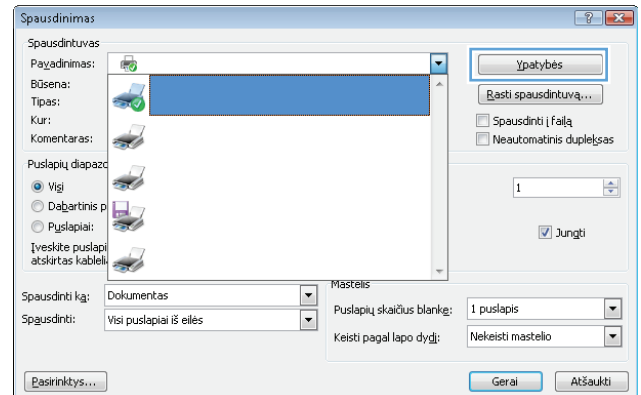 Spausdinimas
Spausdintuvas
Pavadinimas:
Ypatybės
Būsena:
Tipas:
Rasti spausdintuvą...
Kur:
Spausdinti į failą
Komentaras:
Neautomatinis dupleksas
Puslapių diapazo
Visi
1
Dabartinis p
Puslapiai:
Jungti
Įveskite puslapi
atskirtas kableli
Mastelis
Spausdinti ką: Dokumentas
Puslapių skaičius blanke: 1 puslapis
Spausdinti: Visi puslapiai iš eilės
Keisti pagal lapo dydį: Nekeisti mastelio
Pasirinktys...
Gerai
Atšaukti